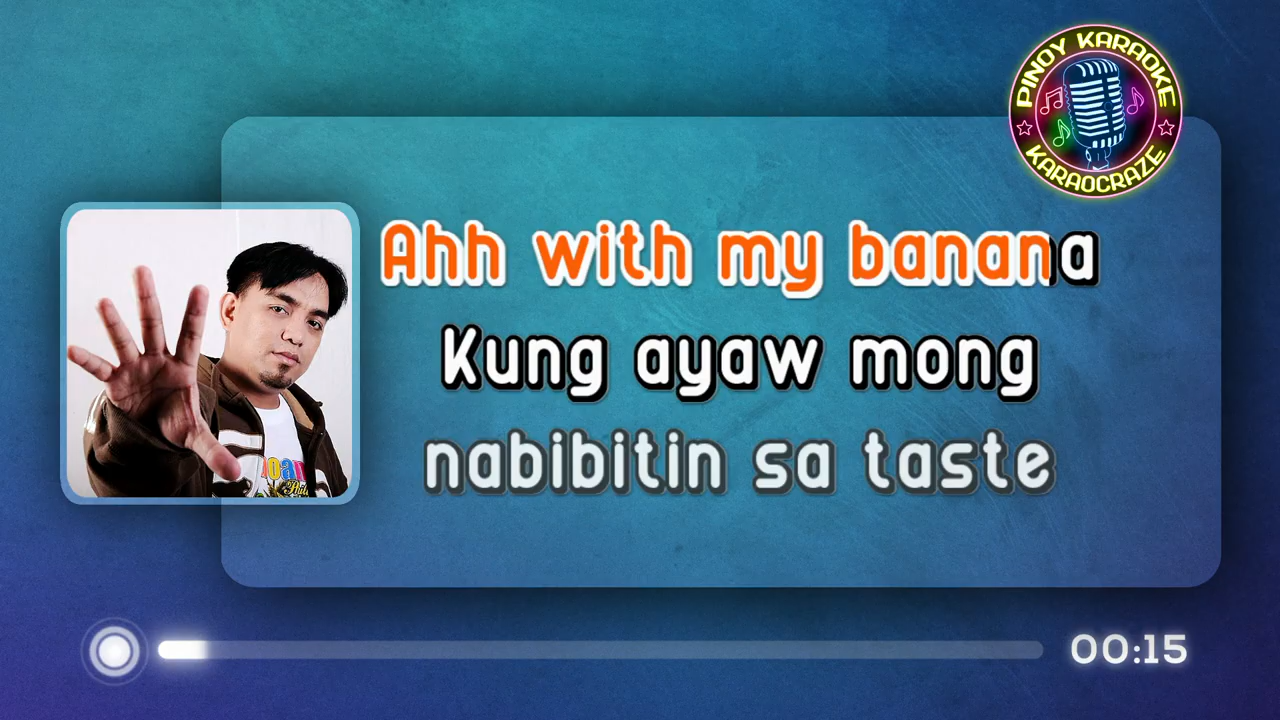 PINOY KARAOKE
KARAOCRAZE
Ahh with my banana
Kung ayaw mong
nabibitin sa taste
00:15